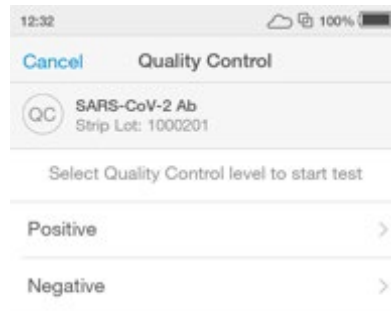 12:32 100%
Cancel Quality Control
QC SARS-CoV-2 Ab
Strip Lot: 1000201
Select Quality Control level to start test
Positive
Negative